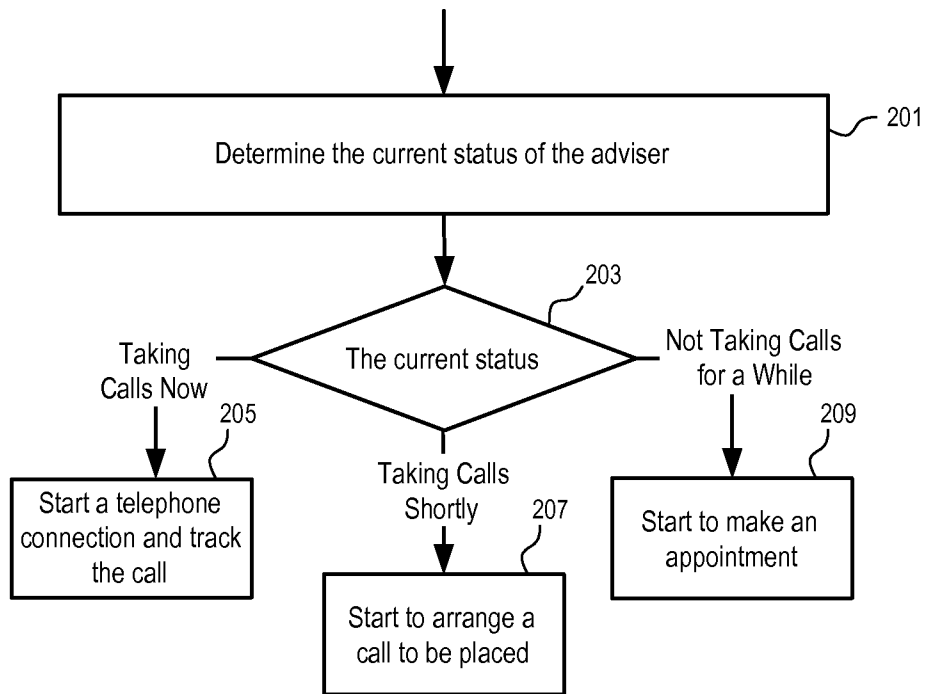 Determine the current status of the adviser
201
203
The current status
Taking
Calls Now
Not Taking Calls
for a While
205
Start a telephone
connection and track
the call
Taking Calls
Shortly
207
Start to arrange a
call to be placed
209
Start to make an
appointment